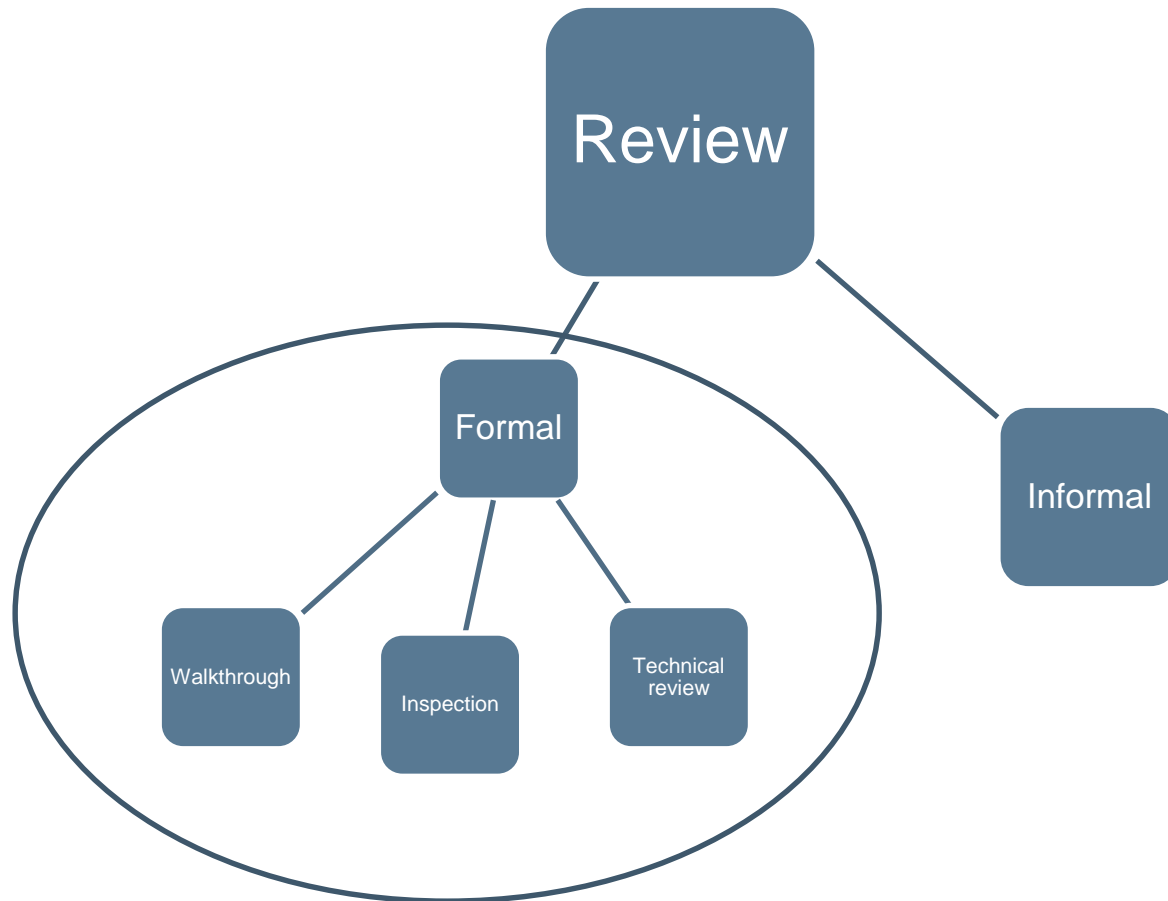 Review
Formal
Informal
Walkthrough
Inspection
Technical
review